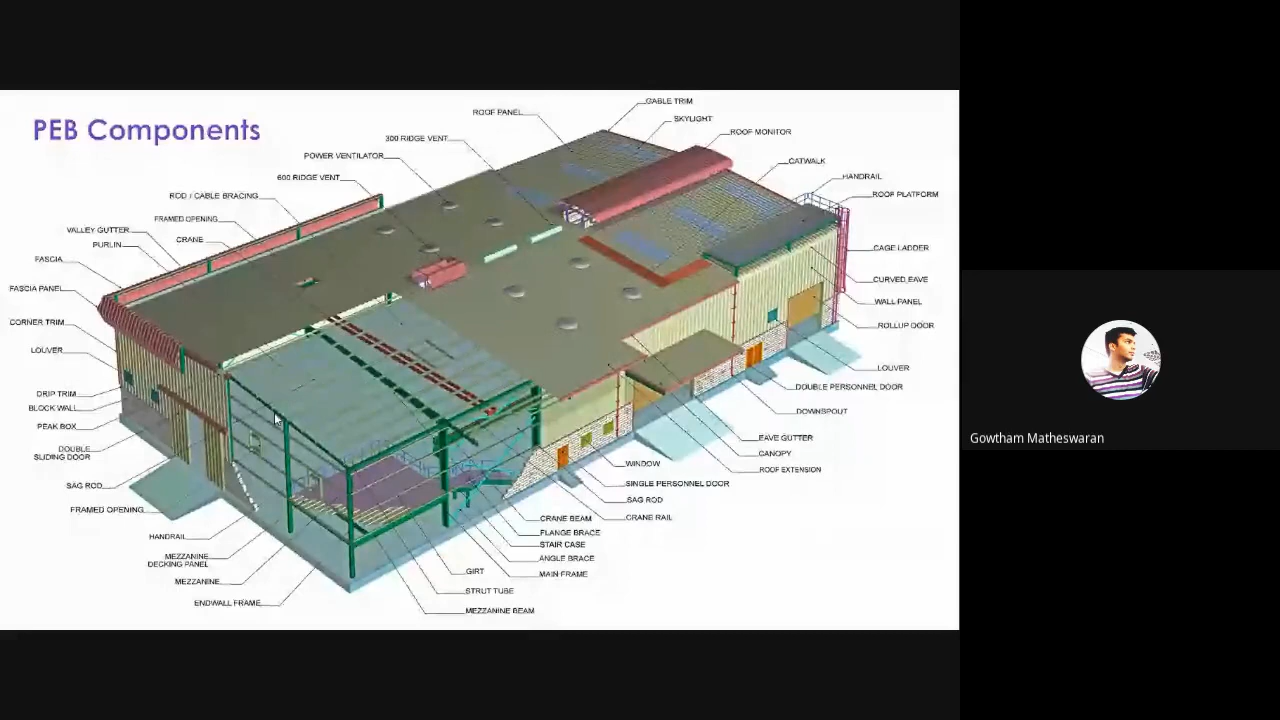 PEB Components
GABLE TRIM
ROOF PANEL
SKYLIGHT
ROOF MONITOR
300 RIDGE VENT
POWER VENTILATOR
CATWALK
600 RIDGE VENT
HANDRAIL
ROD / CABLE BRACING
ROOF PLATFORM
FRAMED OPENING
VALLEY GUTTER
CRANE
PURLIN
CAGE LADDER
FASCIA
CURVED EAVE
FASCIA PANEL
WALL PANEL
CORNER TRIM
ROLLUP DOOR
LOUVER
LOUVER
DOUBLE PERSONNEL DOOR
DRIP TRIM
BLOCK WALL
DOWNSPOUT
PEAK BOX
EAVE GUTTER
DOUBLE
SLIDING DOOR
CANOPY
WINDOW
ROOF EXTENSION
SAG ROD
SINGLE PERSONNEL DOOR
SAG ROD
FRAMED OPENING
CRANE BEAM
CRANE RAIL
HANDRAIL
FLANGE BRACE
STAIR CASE
MEZZANINE
DECKING PANEL
ANGLE BRACE
GIRT
MAIN FRAME
MEZZANINE
STRUT TUBE
ENDWALL FRAME
MEZZANINE BEAM
Gowtham Matheswaran